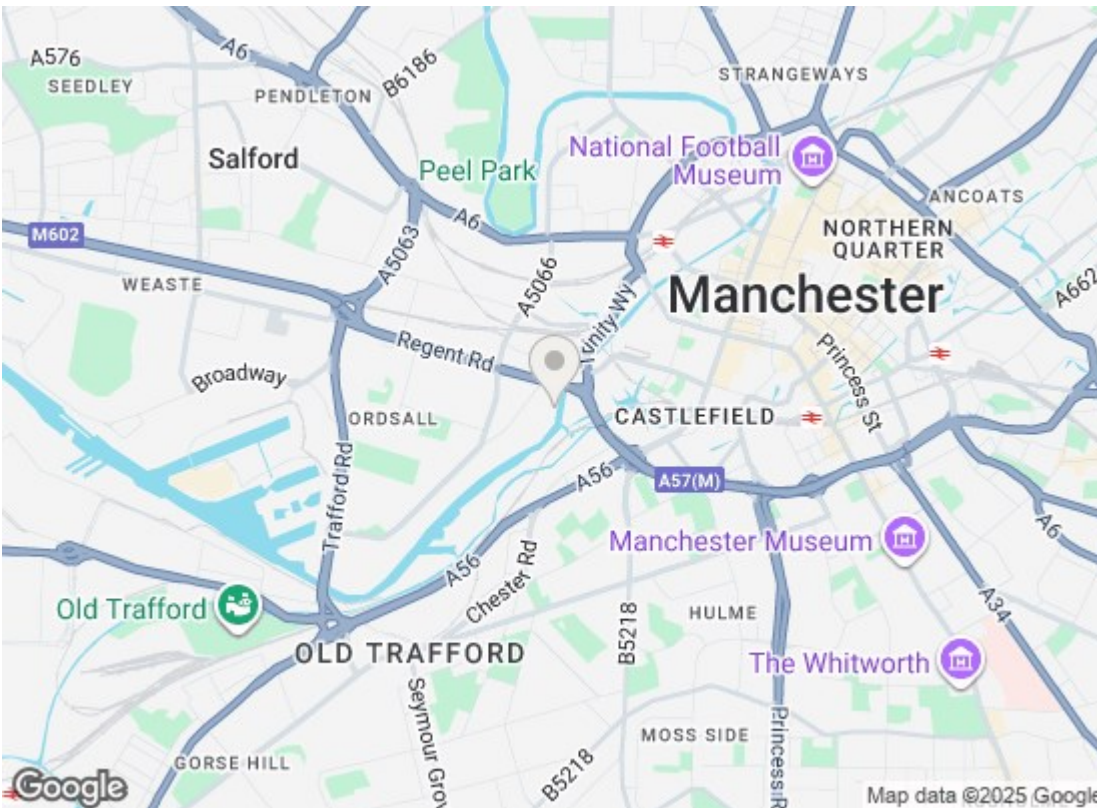 A6
A576
SEEDLEY
PENDLETON
B6186
STRANGEWAYS
Salford
Peel Park
National Football
Museum
ANCOATS
A6
NORTHERN
QUARTER
M602
A5063
A5066
WEASTE
Manchester
A662
Regent Rd
inity Wy
Princess St
Broadway
ORDSALL
CASTLEFIELD
A56
A57(M)
Trafford Rd
Manchester Museum
A6
A56
Chester Rd
Old Trafford
HULME
A34
B5218
OLD TRAFFORD
The Whitworth
Seymour Grov
MOSS SIDE
Princess R
GORSE HILL
B5218
Google
Map data ©2025 Google